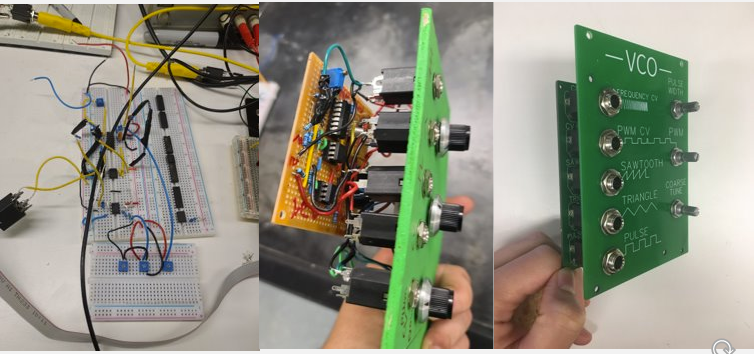 VCO
PULSE
WIDTH
FREQUENCY CV
PWM CV
PWM
SAWTOOTH
COARSE
TUNE
TRIANGLE
PULSE